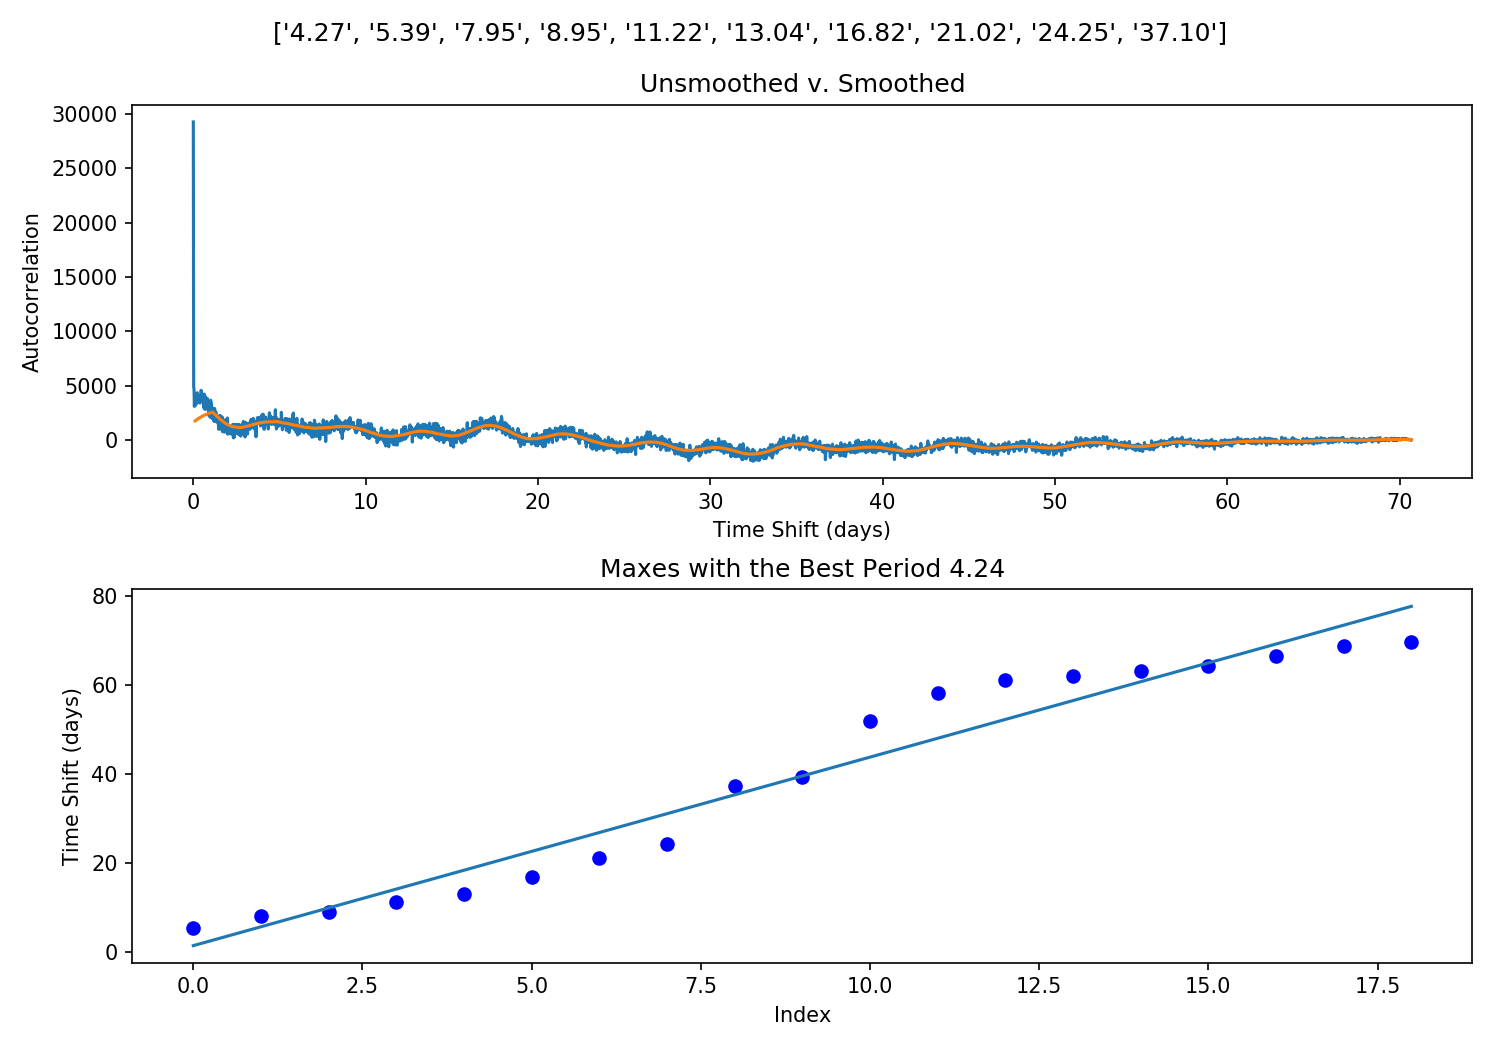 ['4.27', '5.39', '7.95', '8.95', '11.22', '13.04', '16.82', '21.02', '24.25', '37.10']
Unsmoothed v. Smoothed
30000
25000
20000
15000
10000
5000
0
Autocorrelation
0 10 20 30 40 50 60 70
Time Shift (days)
Maxes with the Best Period 4.24
80
60
40
20
0
Time Shift (days)
0.0 2.5 5.0 7.5 10.0 12.5 15.0 17.5
Index